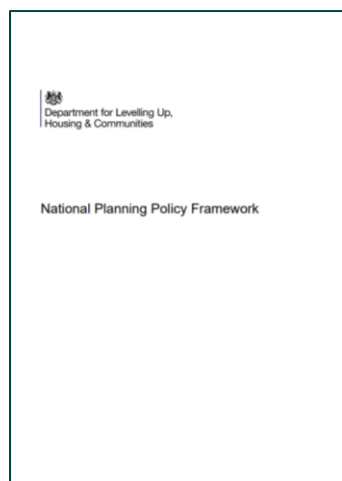 Department for Levelling Up,
Housing & Communities
National Planning Policy Framework